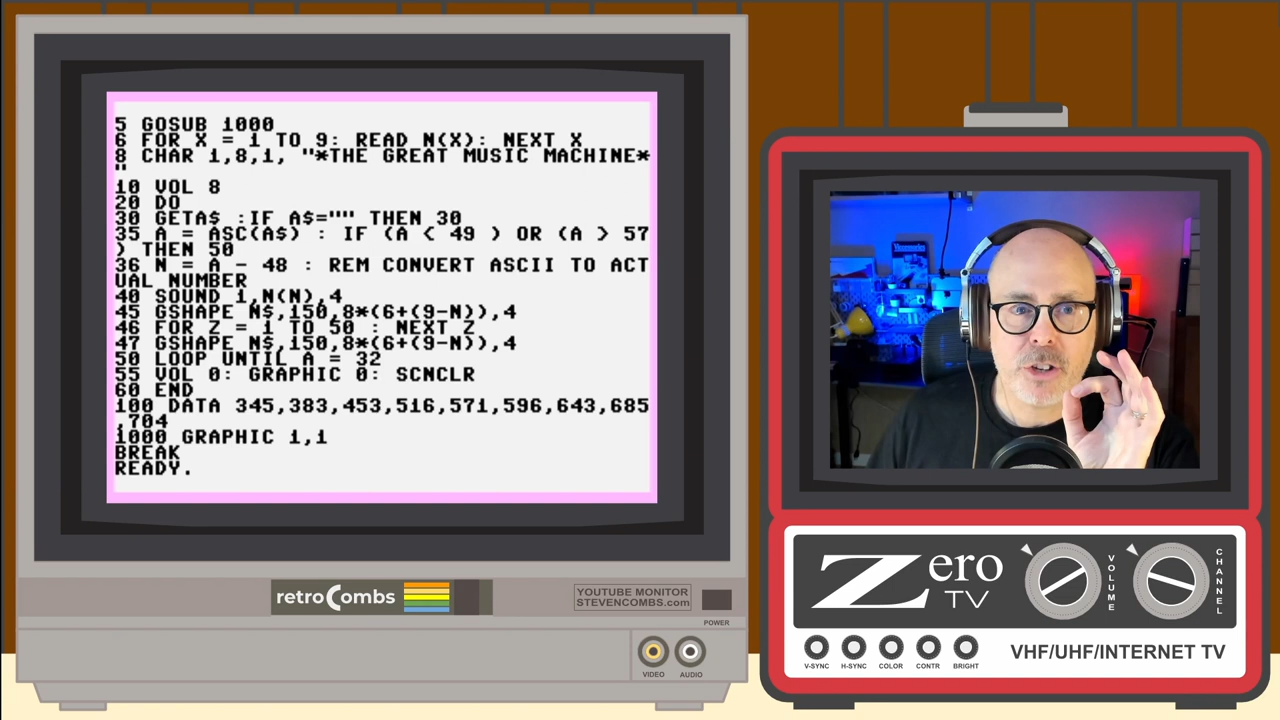 5 GOSUB 1000
6 FOR X = 1 TO 9: READ N(X): NEXT X
8 CHAR 1,8,1, "*THE GREAT MUSIC MACHINE*
"
10 VOL 8
20 DO
30 GETA$ :IF A$="" THEN 30
35 A = ASC(A$) : IF (A < 49 ) OR (A > 57
) THEN 50
36 N = A - 48 : REM CONVERT ASCII TO ACT
UAL NUMBER
40 SOUND 1,N(N),4
45 GSHAPE N$,150,8*(6+(9-N)),4
46 FOR Z = 1 TO 50 : NEXT Z
47 GSHAPE N$,150,8*(6+(9-N)),4
50 LOOP UNTIL A = 32
55 VOL 0: GRAPHIC 0: SCNCLR
60 END
100 DATA 345,383,453,516,571,596,643,685
,704
1000 GRAPHIC 1,1
BREAK
READY.
retroCombs
YOUTUBE MONITOR
STEVENCOMBS.com
POWER
VIDEO AUDIO
Zero TV
VOLUME
CHANNEL
V-SYNC H-SYNC COLOR CONTR BRIGHT
VHF/UHF/INTERNET TV